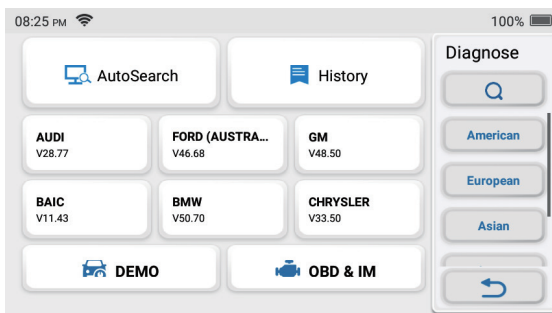 08:25 PM 100%
AutoSearch
History
Diagnose
AUDI
V28.77
FORD (AUSTRA...
V46.68
GM
V48.50
BAIC
V11.43
BMW
V50.70
CHRYSLER
V33.50
DEMO
OBD & IM
American
European
Asian